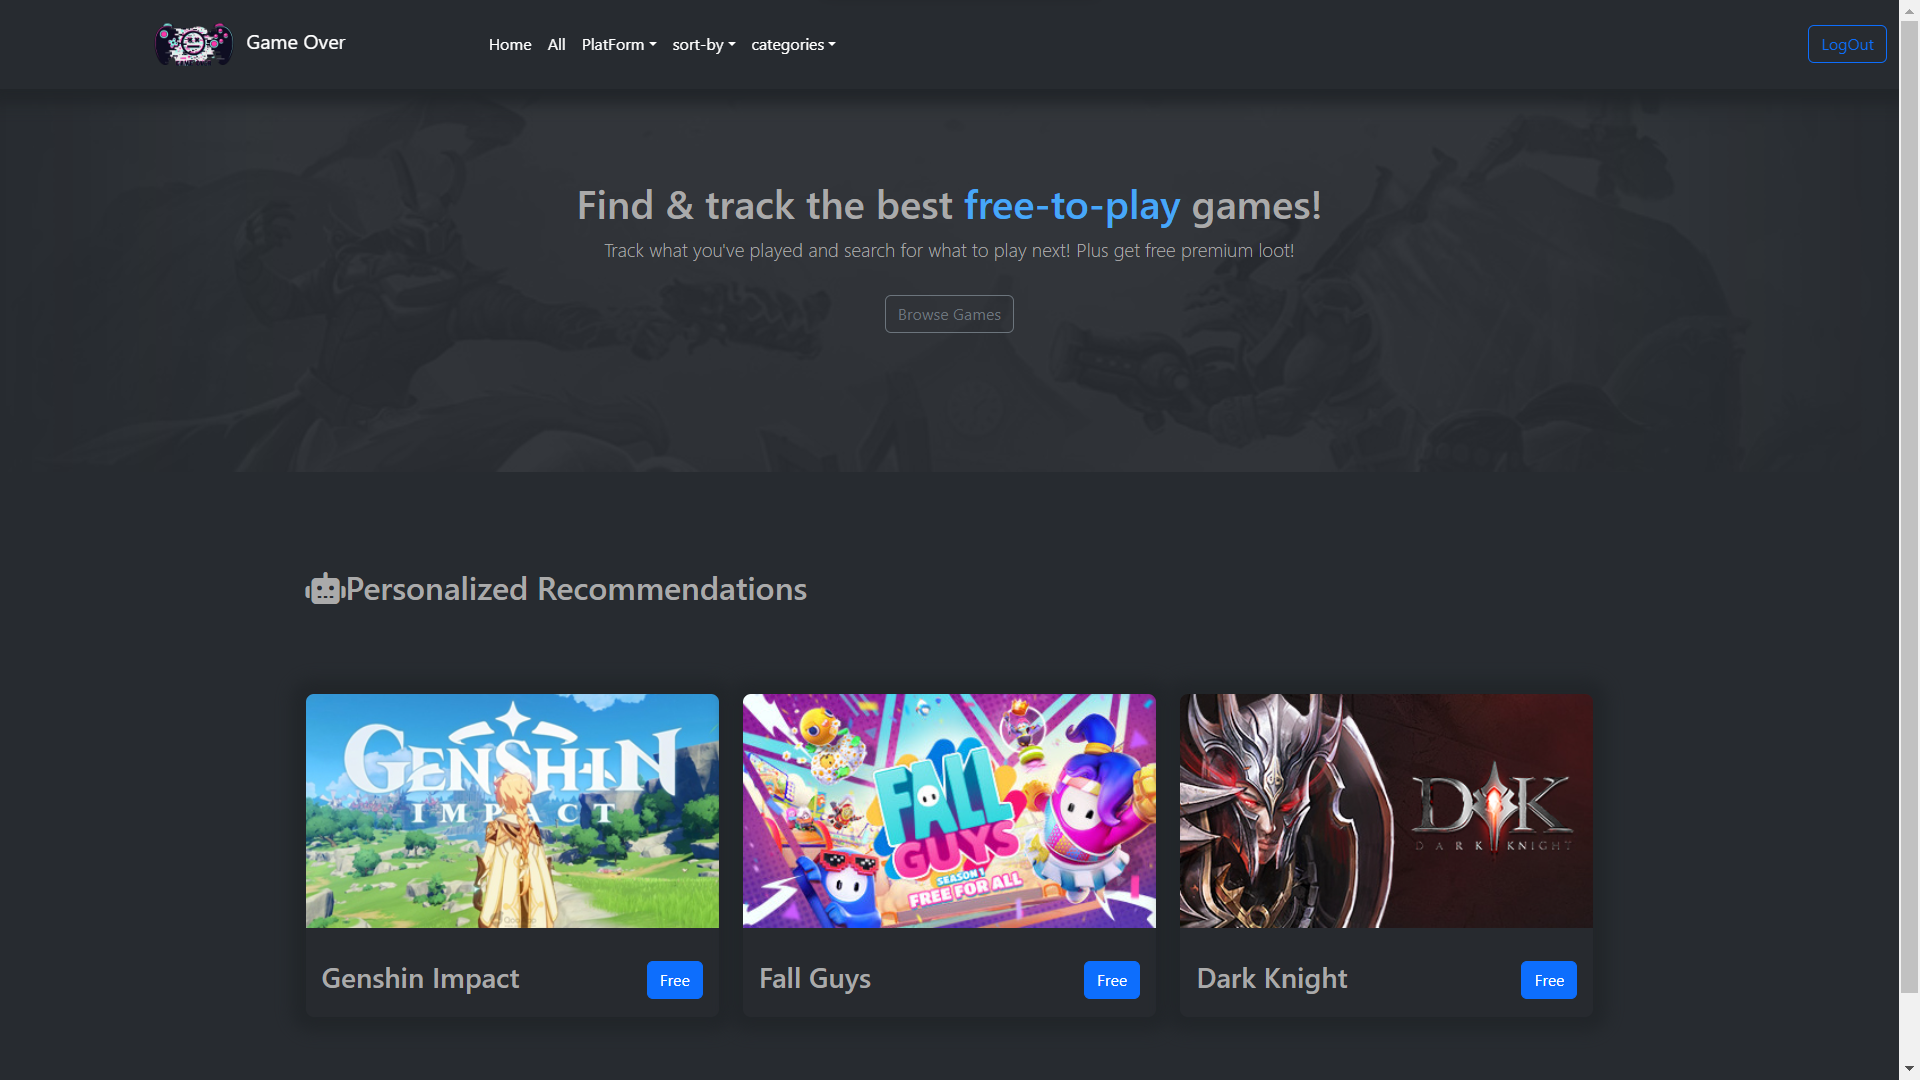 Game Over
Home All PlatForm sort-by categories
LogOut
Find & track the best free-to-play games!
Track what you've played and search for what to play next! Plus get free premium loot!
Browse Games
Personalized Recommendations
GENSHIN
IMPACT
FALL
GUYS
SEASON 1
FREE FOR ALL
DK
DARK KNIGHT
Genshin Impact Free
Fall Guys Free
Dark Knight Free